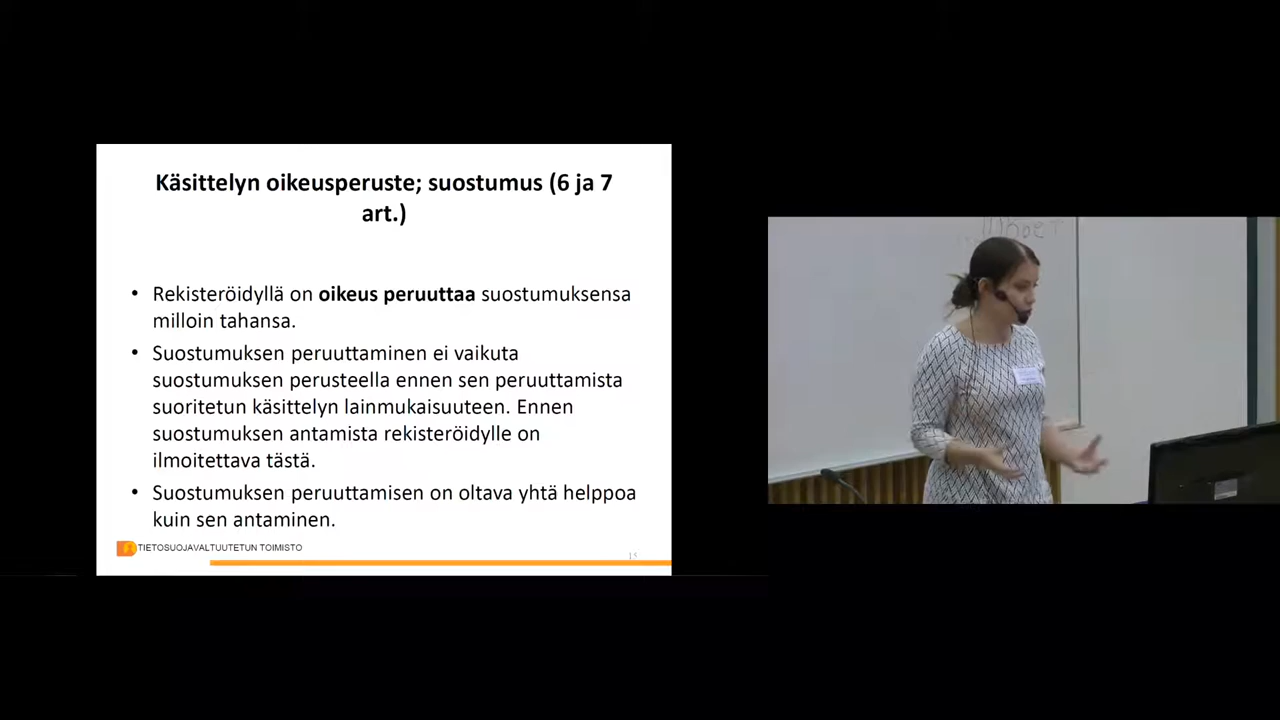 Käsittelyn oikeusperuste; suostumus (6 ja 7
art.)
• Rekisteröidyllä on oikeus peruuttaa suostumuksensa
milloin tahansa.
• Suostumuksen peruuttaminen ei vaikuta
suostumuksen perusteella ennen sen peruuttamista
suoritetun käsittelyn lainmukaisuuteen. Ennen
suostumuksen antamista rekisteröidylle on
ilmoitettava tästä.
• Suostumuksen peruuttamisen on oltava yhtä helppoa
kuin sen antaminen.
TIETOSUOJAVALTUUTETUN TOIMISTO
15